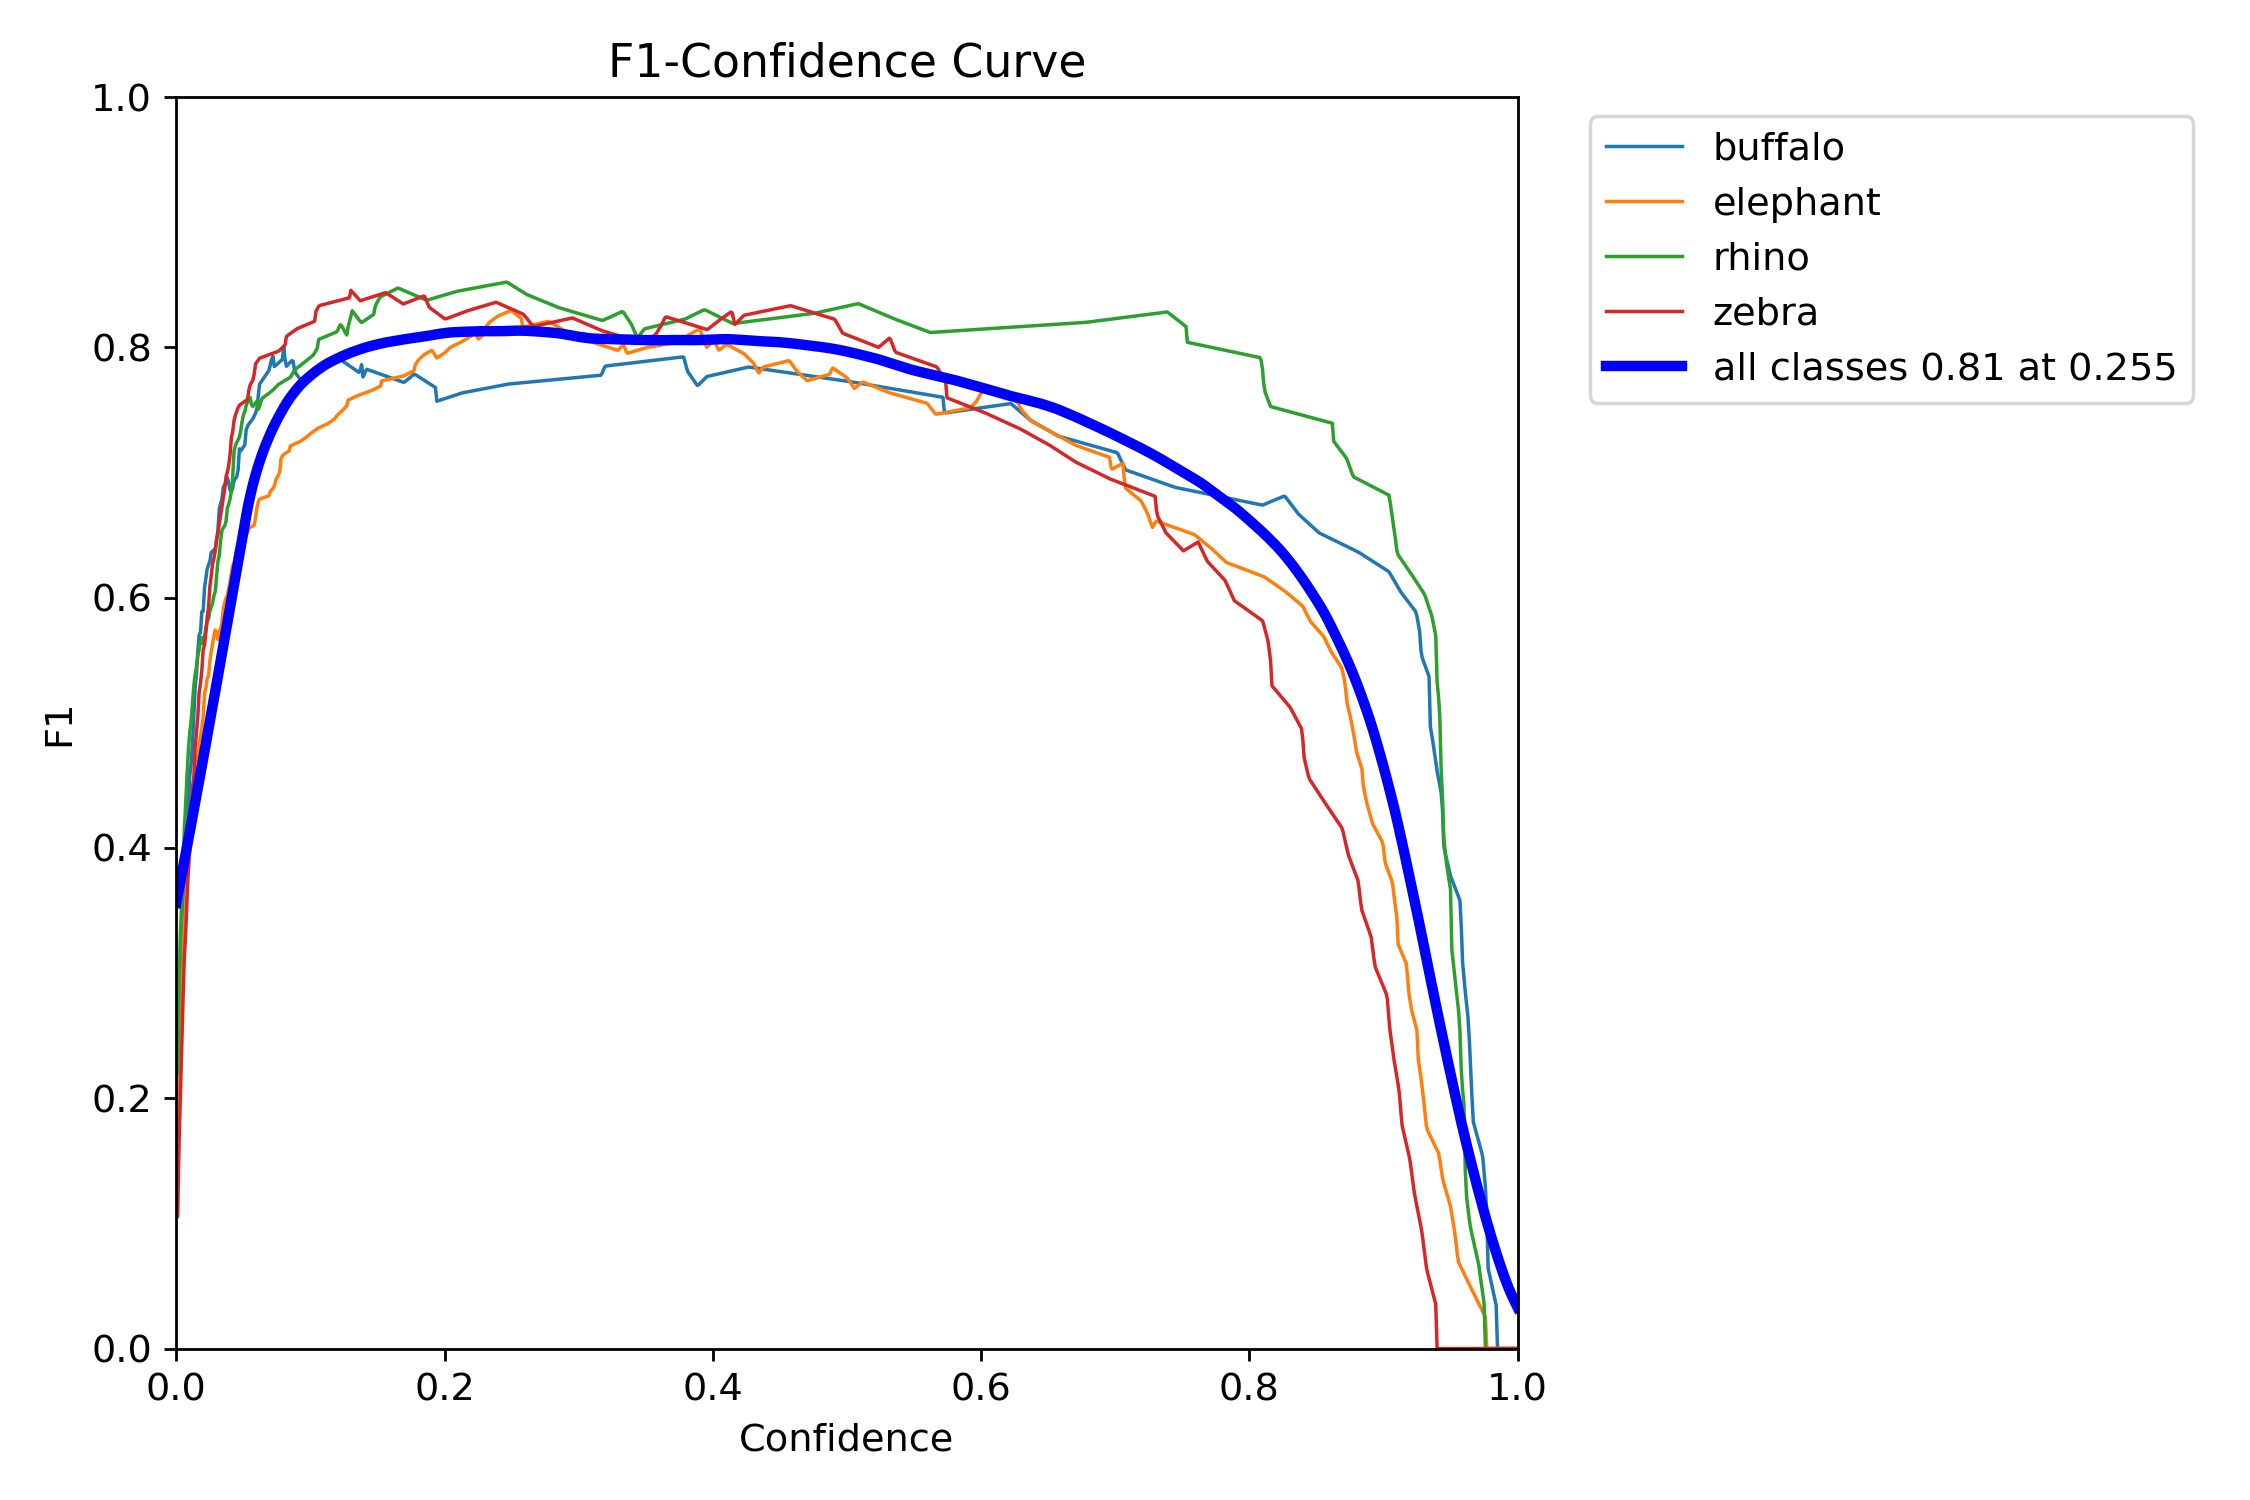 F1-Confidence Curve
1.0
0.8
0.6
0.4
0.2
0.0
F1
0.0 0.2 0.4 0.6 0.8 1.0
Confidence
buffalo
elephant
rhino
zebra
all classes 0.81 at 0.255